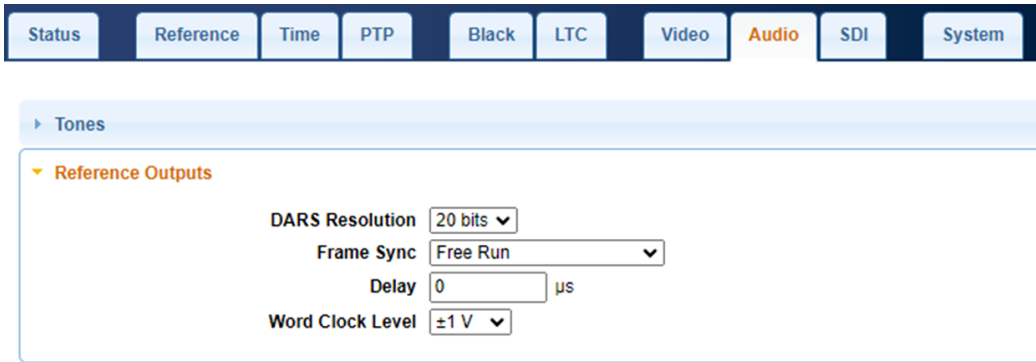 Status Reference Time PTP Black LTC Video Audio SDI System
Tones
Reference Outputs
DARS Resolution 20 bits
Frame Sync Free Run
Delay 0 µs
Word Clock Level ±1 V